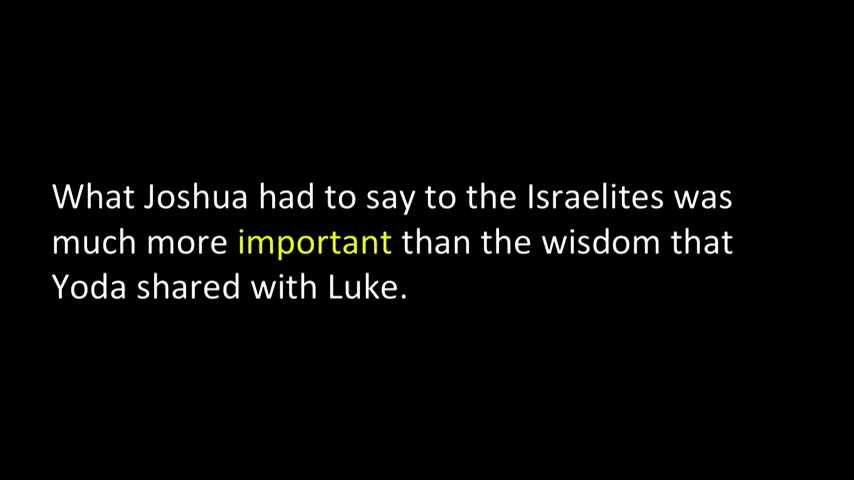 What Joshua had to say to the Israelites was
much more important than the wisdom that
Yoda shared with Luke.